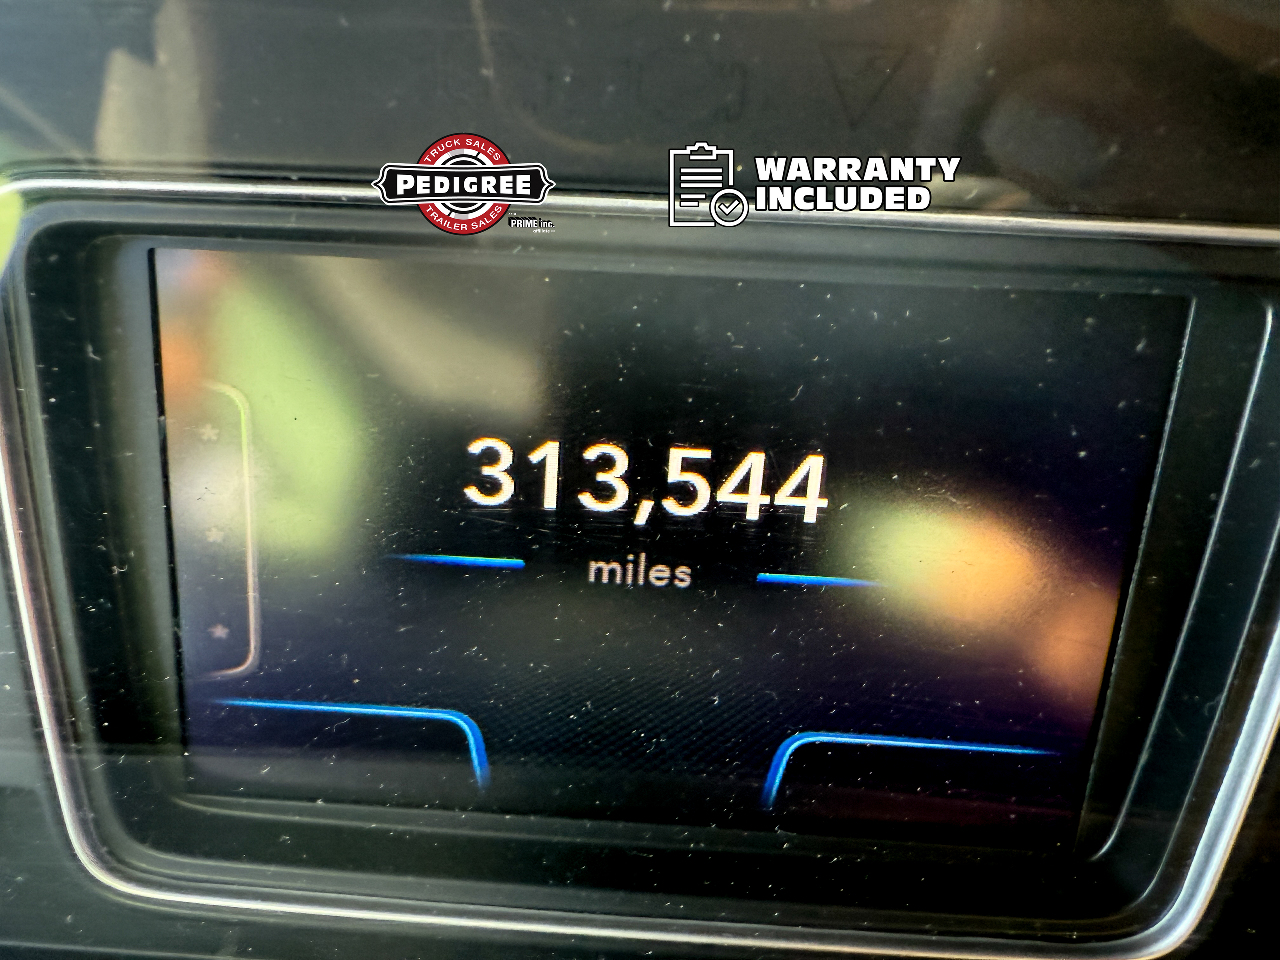 TRUCK SALES
PEDIGREE
TRAILER SALES
PRIME inc.
WARRANTY
INCLUDED
313,544
miles